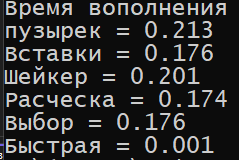 Время вополнения
пузырек = 0.213
Вставки = 0.176
Шейкер = 0.201
Расческа = 0.174
Выбор = 0.176
Быстрая = 0.001